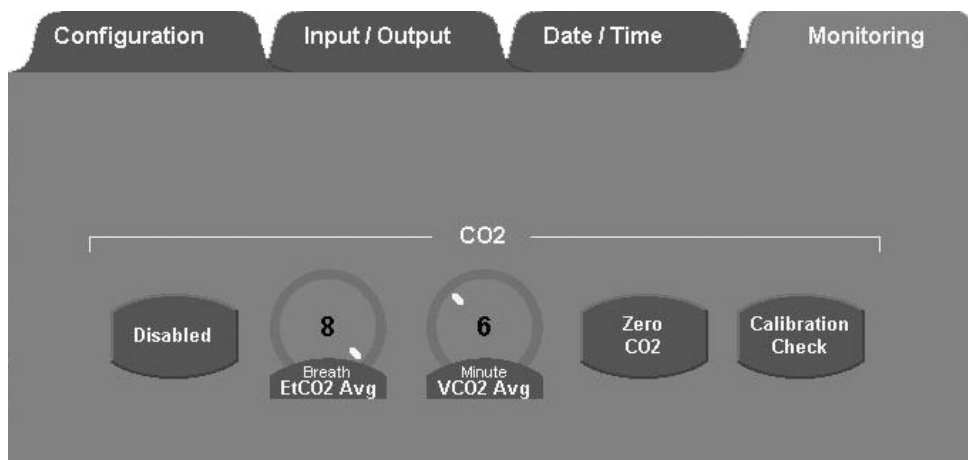 Configuration
Input / Output
Date / Time
Monitoring
CO2
Disabled
8
Breath
EtCO2 Avg
6
Minute
VCO2 Avg
Zero
CO2
Calibration
Check